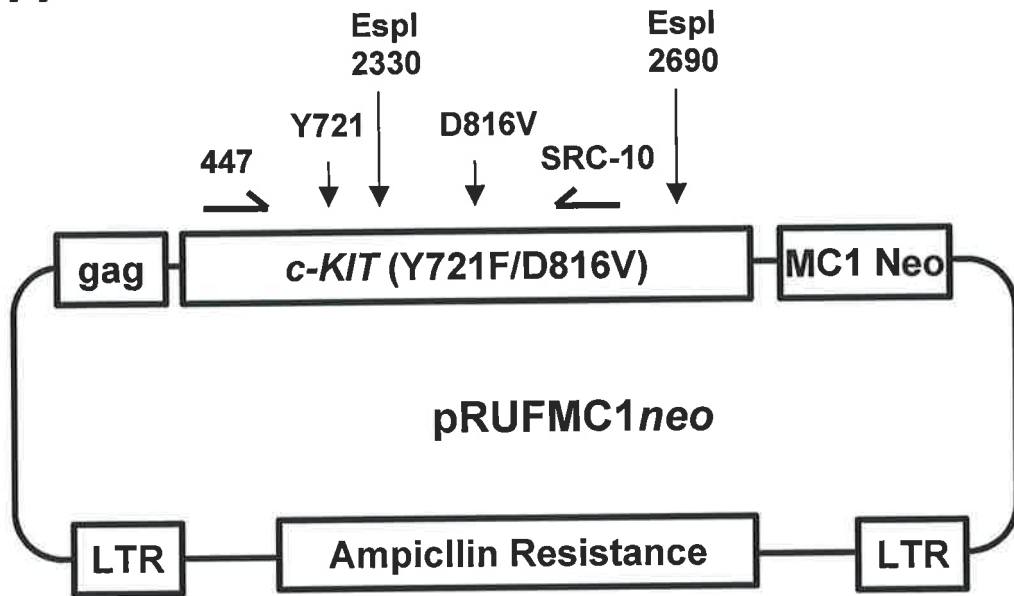 EspI
2330
EspI
2690
Y721
D816V
447
SRC-10
gag
c-KIT (Y721F/D816V)
MC1 Neo
pRUFMC1neo
LTR
Ampicllin Resistance
LTR